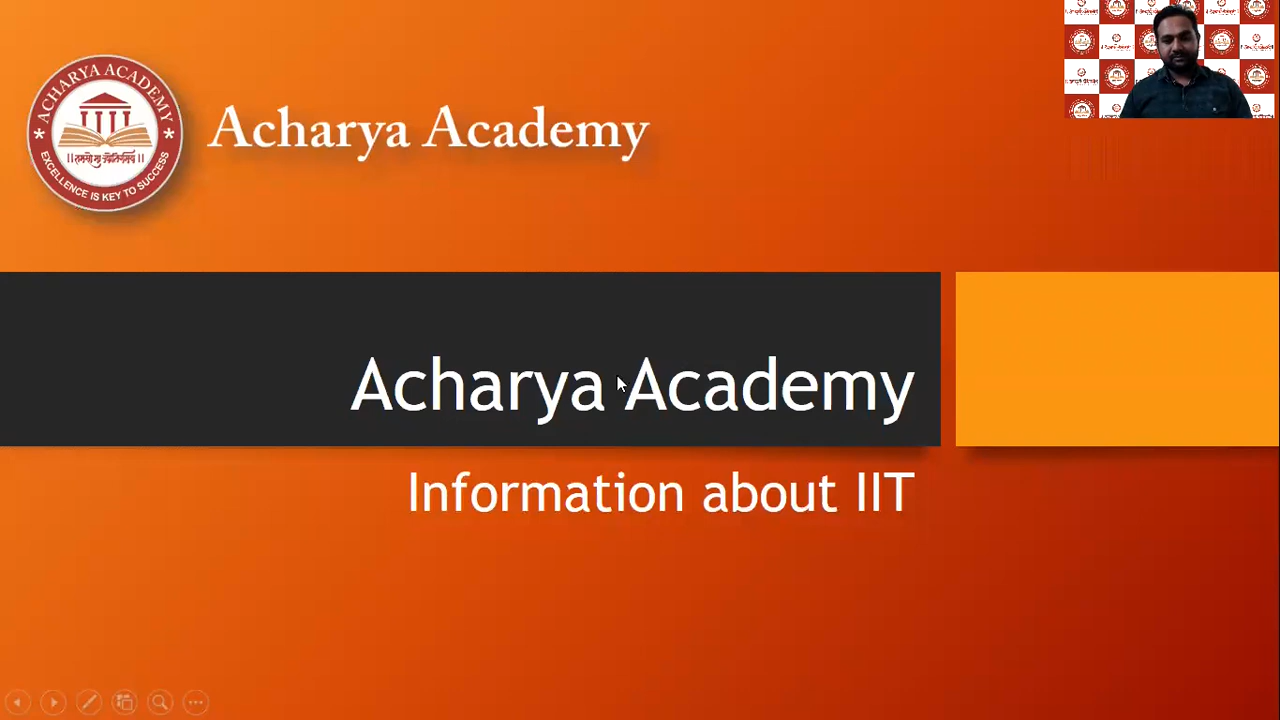 ACHARYA ACADEMY
EXCELLENCE IS KEY TO SUCCESS
Acharya Academy
Acharya Academy
Information about IIT